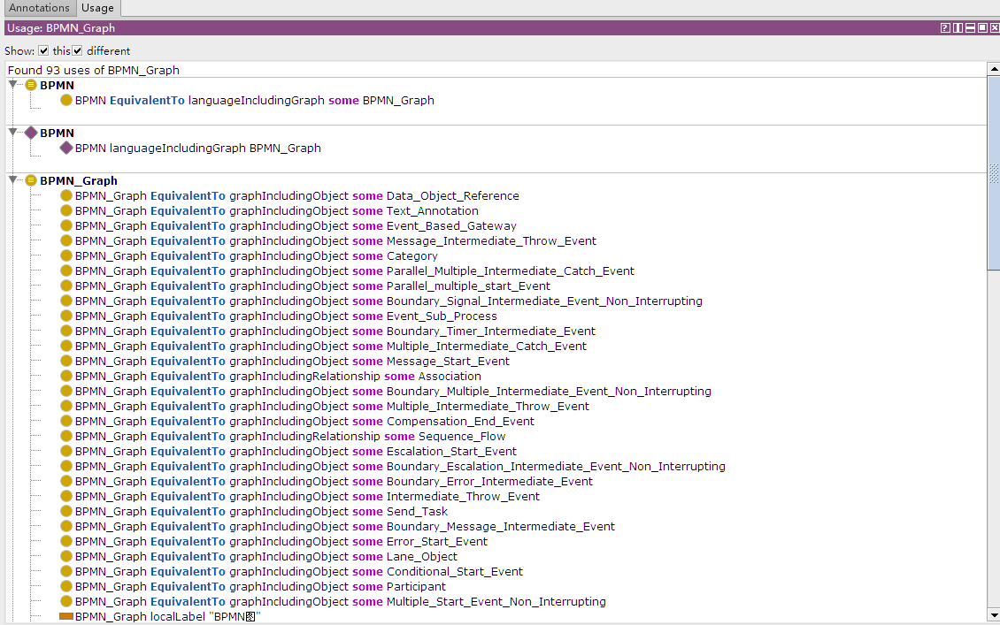 Annotations Usage
Usage: BPMN_Graph
Show: this different
Found 93 uses of BPMN_Graph
BPMN
BPMN EquivalentTo languageIncludingGraph some BPMN_Graph
BPMN
BPMN languageIncludingGraph BPMN_Graph
BPMN_Graph
BPMN_Graph EquivalentTo graphIncludingObject some Data_Object_Reference
BPMN_Graph EquivalentTo graphIncludingObject some Text_Annotation
BPMN_Graph EquivalentTo graphIncludingObject some Event_Based_Gateway
BPMN_Graph EquivalentTo graphIncludingObject some Message_Intermediate_Throw_Event
BPMN_Graph EquivalentTo graphIncludingObject some Category
BPMN_Graph EquivalentTo graphIncludingObject some Parallel_Multiple_Intermediate_Catch_Event
BPMN_Graph EquivalentTo graphIncludingObject some Parallel_multiple_start_Event
BPMN_Graph EquivalentTo graphIncludingObject some Boundary_Signal_Intermediate_Event_Non_Interrupting
BPMN_Graph EquivalentTo graphIncludingObject some Event_Sub_Process
BPMN_Graph EquivalentTo graphIncludingObject some Boundary_Timer_Intermediate_Event
BPMN_Graph EquivalentTo graphIncludingObject some Multiple_Intermediate_Catch_Event
BPMN_Graph EquivalentTo graphIncludingObject some Message_Start_Event
BPMN_Graph EquivalentTo graphIncludingRelationship some Association
BPMN_Graph EquivalentTo graphIncludingObject some Boundary_Multiple_Intermediate_Event_Non_Interrupting
BPMN_Graph EquivalentTo graphIncludingObject some Multiple_Intermediate_Throw_Event
BPMN_Graph EquivalentTo graphIncludingObject some Compensation_End_Event
BPMN_Graph EquivalentTo graphIncludingRelationship some Sequence_Flow
BPMN_Graph EquivalentTo graphIncludingObject some Escalation_Start_Event
BPMN_Graph EquivalentTo graphIncludingObject some Boundary_Escalation_Intermediate_Event_Non_Interrupting
BPMN_Graph EquivalentTo graphIncludingObject some Boundary_Error_Intermediate_Event
BPMN_Graph EquivalentTo graphIncludingObject some Intermediate_Throw_Event
BPMN_Graph EquivalentTo graphIncludingObject some Send_Task
BPMN_Graph EquivalentTo graphIncludingObject some Boundary_Message_Intermediate_Event
BPMN_Graph EquivalentTo graphIncludingObject some Error_Start_Event
BPMN_Graph EquivalentTo graphIncludingObject some Lane_Object
BPMN_Graph EquivalentTo graphIncludingObject some Conditional_Start_Event
BPMN_Graph EquivalentTo graphIncludingObject some Participant
BPMN_Graph EquivalentTo graphIncludingObject some Multiple_Start_Event_Non_Interrupting
BPMN_Graph localLabel "BPMN图"